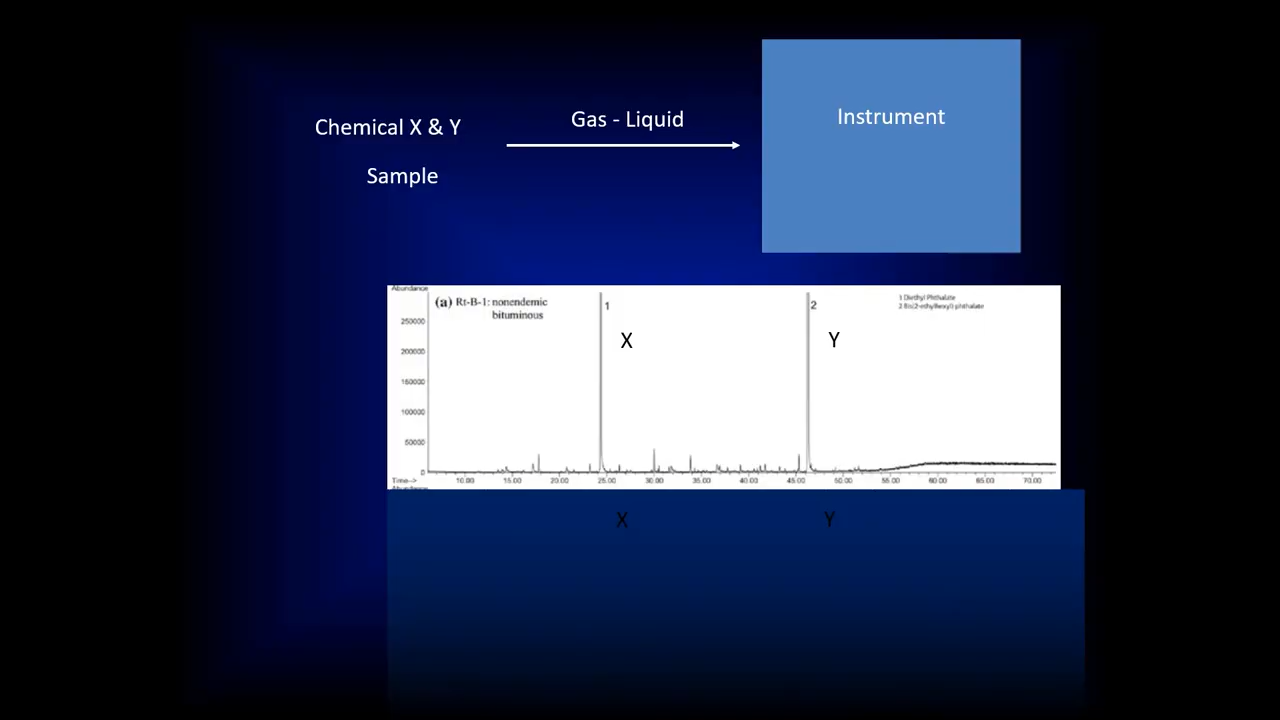 Chemical X & Y
Sample
Gas - Liquid
Instrument
Abundance
(a) Rt-B-1: nonendemic
bituminous
1
X
2
Y
1 Diethyl Phthalate
2 Bis(2-ethylhexyl) phthalate
250000
200000
150000
100000
50000
0
Time-->
10.00 15.00 20.00 25.00 30.00 35.00 40.00 45.00 50.00 55.00 60.00 65.00 70.00
Abundance
X Y